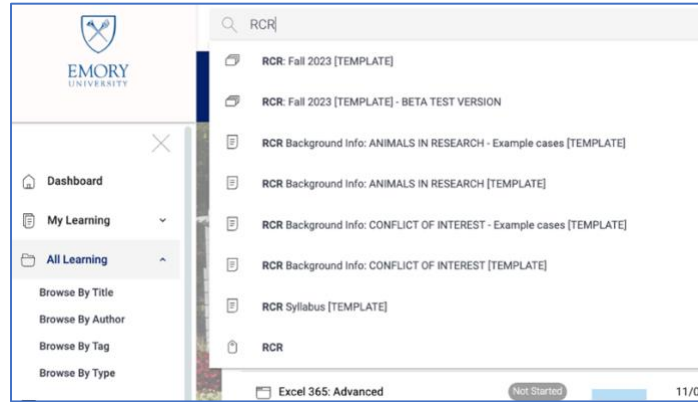 RCR
EMORY
UNIVERSITY
RCR: Fall 2023 [TEMPLATE]
RCR: Fall 2023 [TEMPLATE] - BETA TEST VERSION
RCR Background Info: ANIMALS IN RESEARCH - Example cases [TEMPLATE]
RCR Background Info: ANIMALS IN RESEARCH [TEMPLATE]
RCR Background Info: CONFLICT OF INTEREST - Example cases [TEMPLATE]
RCR Background Info: CONFLICT OF INTEREST [TEMPLATE]
RCR Syllabus [TEMPLATE]
RCR
Dashboard
My Learning
All Learning
Browse By Title
Browse By Author
Browse By Tag
Browse By Type
Excel 365: Advanced
Not Started
11/0